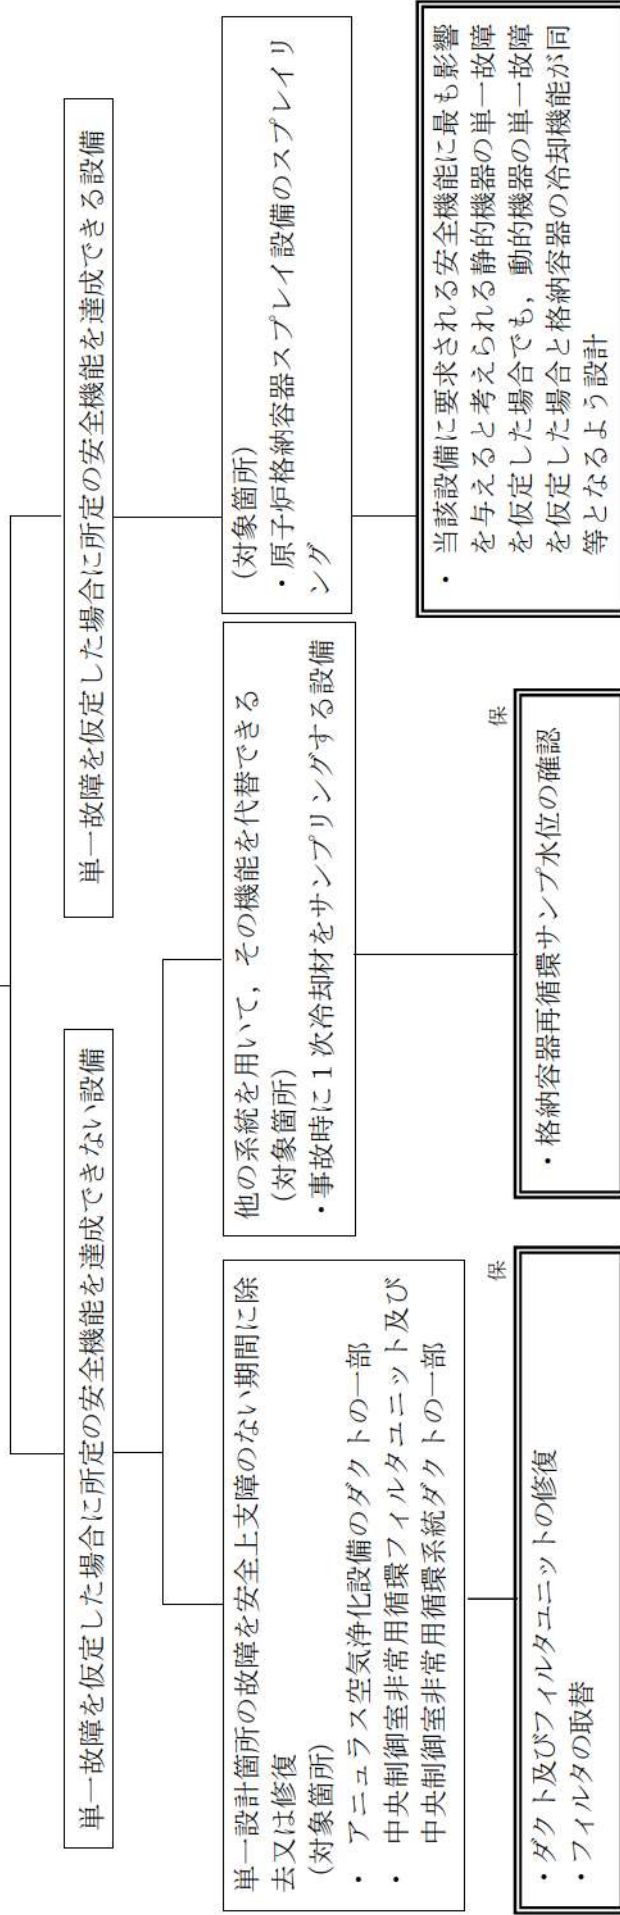 単一故障を仮定した場合に所定の安全機能を達成できない設備
単一故障を仮定した場合に所定の安全機能を達成できる設備
単一設計箇所の故障を安全上支障のない期間に除
去又は修復
(対象箇所)
・ アニュラス空気浄化設備のダクトの一部
・ 中央制御室非常用循環フィルタユニット及び
中央制御室非常用循環系統ダクトの一部
他の系統を用いて,その機能を代替できる
(対象箇所)
・事故時に1次冷却材をサンプリングする設備
(対象箇所)
・原子炉格納容器スプレイ設備のスプレイリ
ング
保
・ダクト及びフィルタユニットの修復
・フィルタの取替
保
・格納容器再循環サンプ水位の確認
・ 当該設備に要求される安全機能に最も影響
を与えると考えられる静的機器の単一故障
を仮定した場合でも,動的機器の単一故障
を仮定した場合と格納容器の冷却機能が同
等となるよう設計